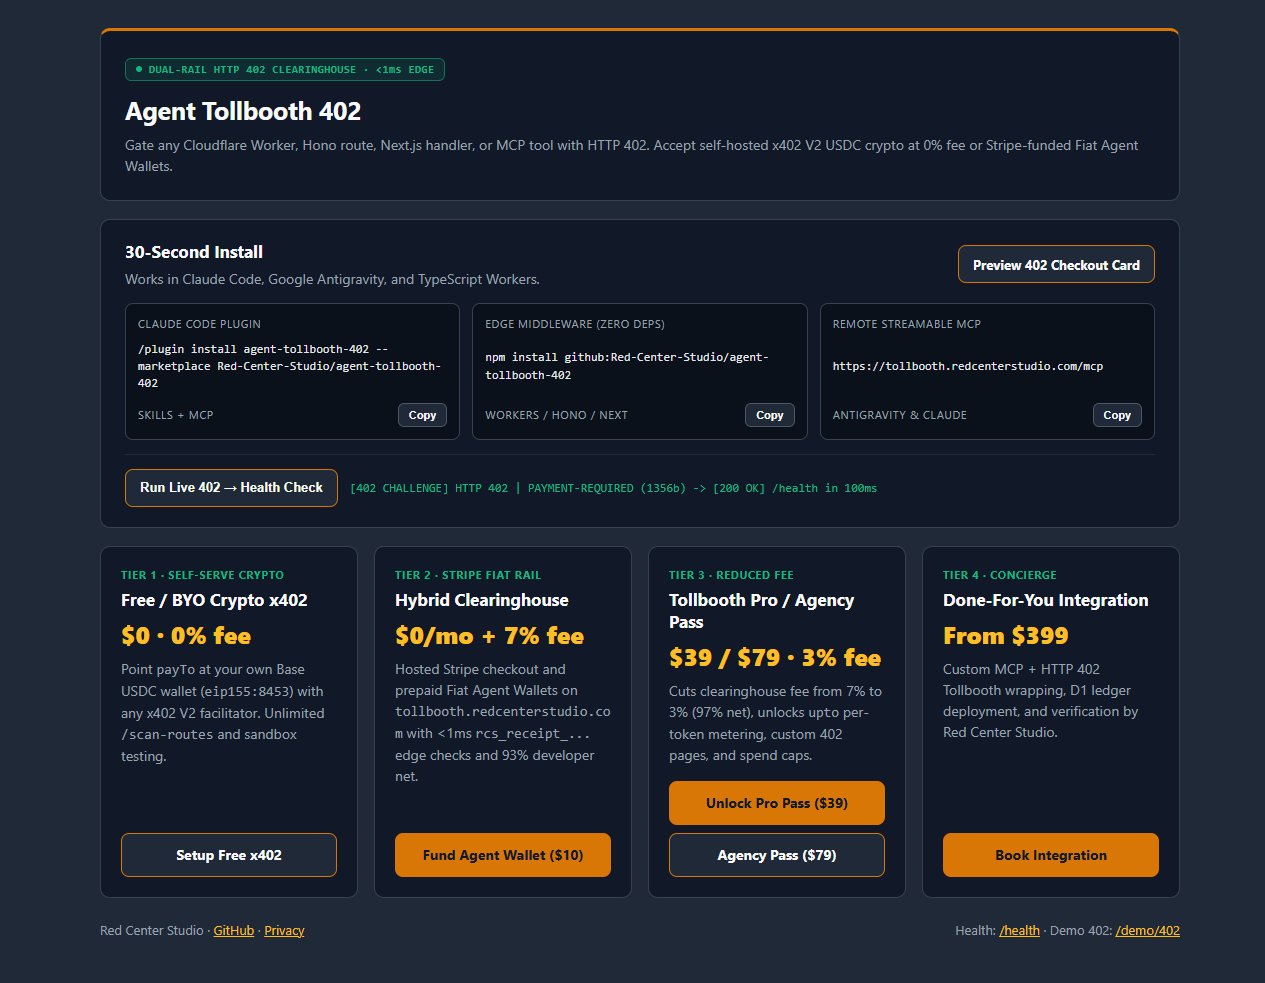 DUAL-RAIL HTTP 402 CLEARINGHOUSE · <1ms EDGE
Agent Tollbooth 402
Gate any Cloudflare Worker, Hono route, Next.js handler, or MCP tool with HTTP 402. Accept self-hosted x402 V2 USDC crypto at 0% fee or Stripe-funded Fiat Agent
Wallets.
30-Second Install
Works in Claude Code, Google Antigravity, and TypeScript Workers.
Preview 402 Checkout Card
CLAUDE CODE PLUGIN
/plugin install agent-tollbooth-402 --
marketplace Red-Center-Studio/agent-tollbooth-
402
SKILLS + MCP
Copy
EDGE MIDDLEWARE (ZERO DEPS)
npm install github:Red-Center-Studio/agent-
tollbooth-402
WORKERS / HONO / NEXT
Copy
REMOTE STREAMABLE MCP
https://tollbooth.redcenterstudio.com/mcp
ANTIGRAVITY & CLAUDE
Copy
Run Live 402 → Health Check
[402 CHALLENGE] HTTP 402 | PAYMENT-REQUIRED (1356b) -> [200 OK] /health in 100ms
TIER 1 · SELF-SERVE CRYPTO
Free / BYO Crypto x402
$0 · 0% fee
Point payTo at your own Base
USDC wallet (eip155:8453) with
any x402 V2 facilitator. Unlimited
/scan-routes and sandbox
testing.
Setup Free x402
TIER 2 · STRIPE FIAT RAIL
Hybrid Clearinghouse
$0/mo + 7% fee
Hosted Stripe checkout and
prepaid Fiat Agent Wallets on
tollbooth.redcenterstudio.co
m with <1ms rcs_receipt_...
edge checks and 93% developer
net.
Fund Agent Wallet ($10)
TIER 3 · REDUCED FEE
Tollbooth Pro / Agency
Pass
$39 / $79 · 3% fee
Cuts clearinghouse fee from 7% to
3% (97% net), unlocks upto per-
token metering, custom 402
pages, and spend caps.
Unlock Pro Pass ($39)
Agency Pass ($79)
TIER 4 · CONCIERGE
Done-For-You Integration
From $399
Custom MCP + HTTP 402
Tollbooth wrapping, D1 ledger
deployment, and verification by
Red Center Studio.
Book Integration
Red Center Studio · GitHub · Privacy
Health: /health · Demo 402: /demo/402